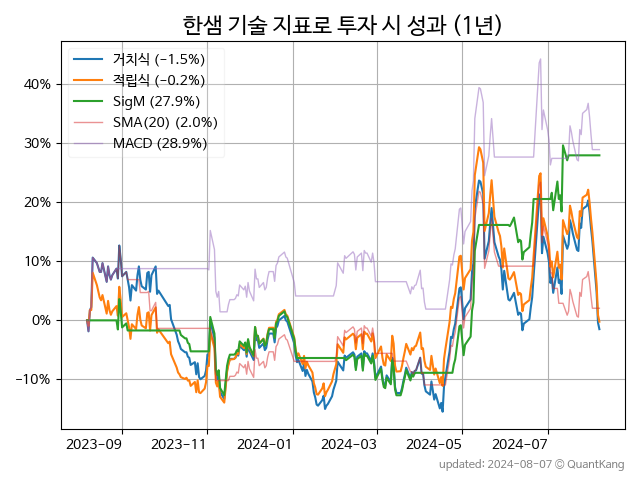 한샘 기술 지표로 투자 시 성과 (1년)
거치식 (−1.5%)
적립식 (−0.2%)
SigM (27.9%)
SMA(20) (2.0%)
MACD (28.9%)
40%
30%
20%
10%
0%
−10%
2023-09 2023-11 2024-01 2024-03 2024-05 2024-07
updated: 2024-08-07 © QuantKang